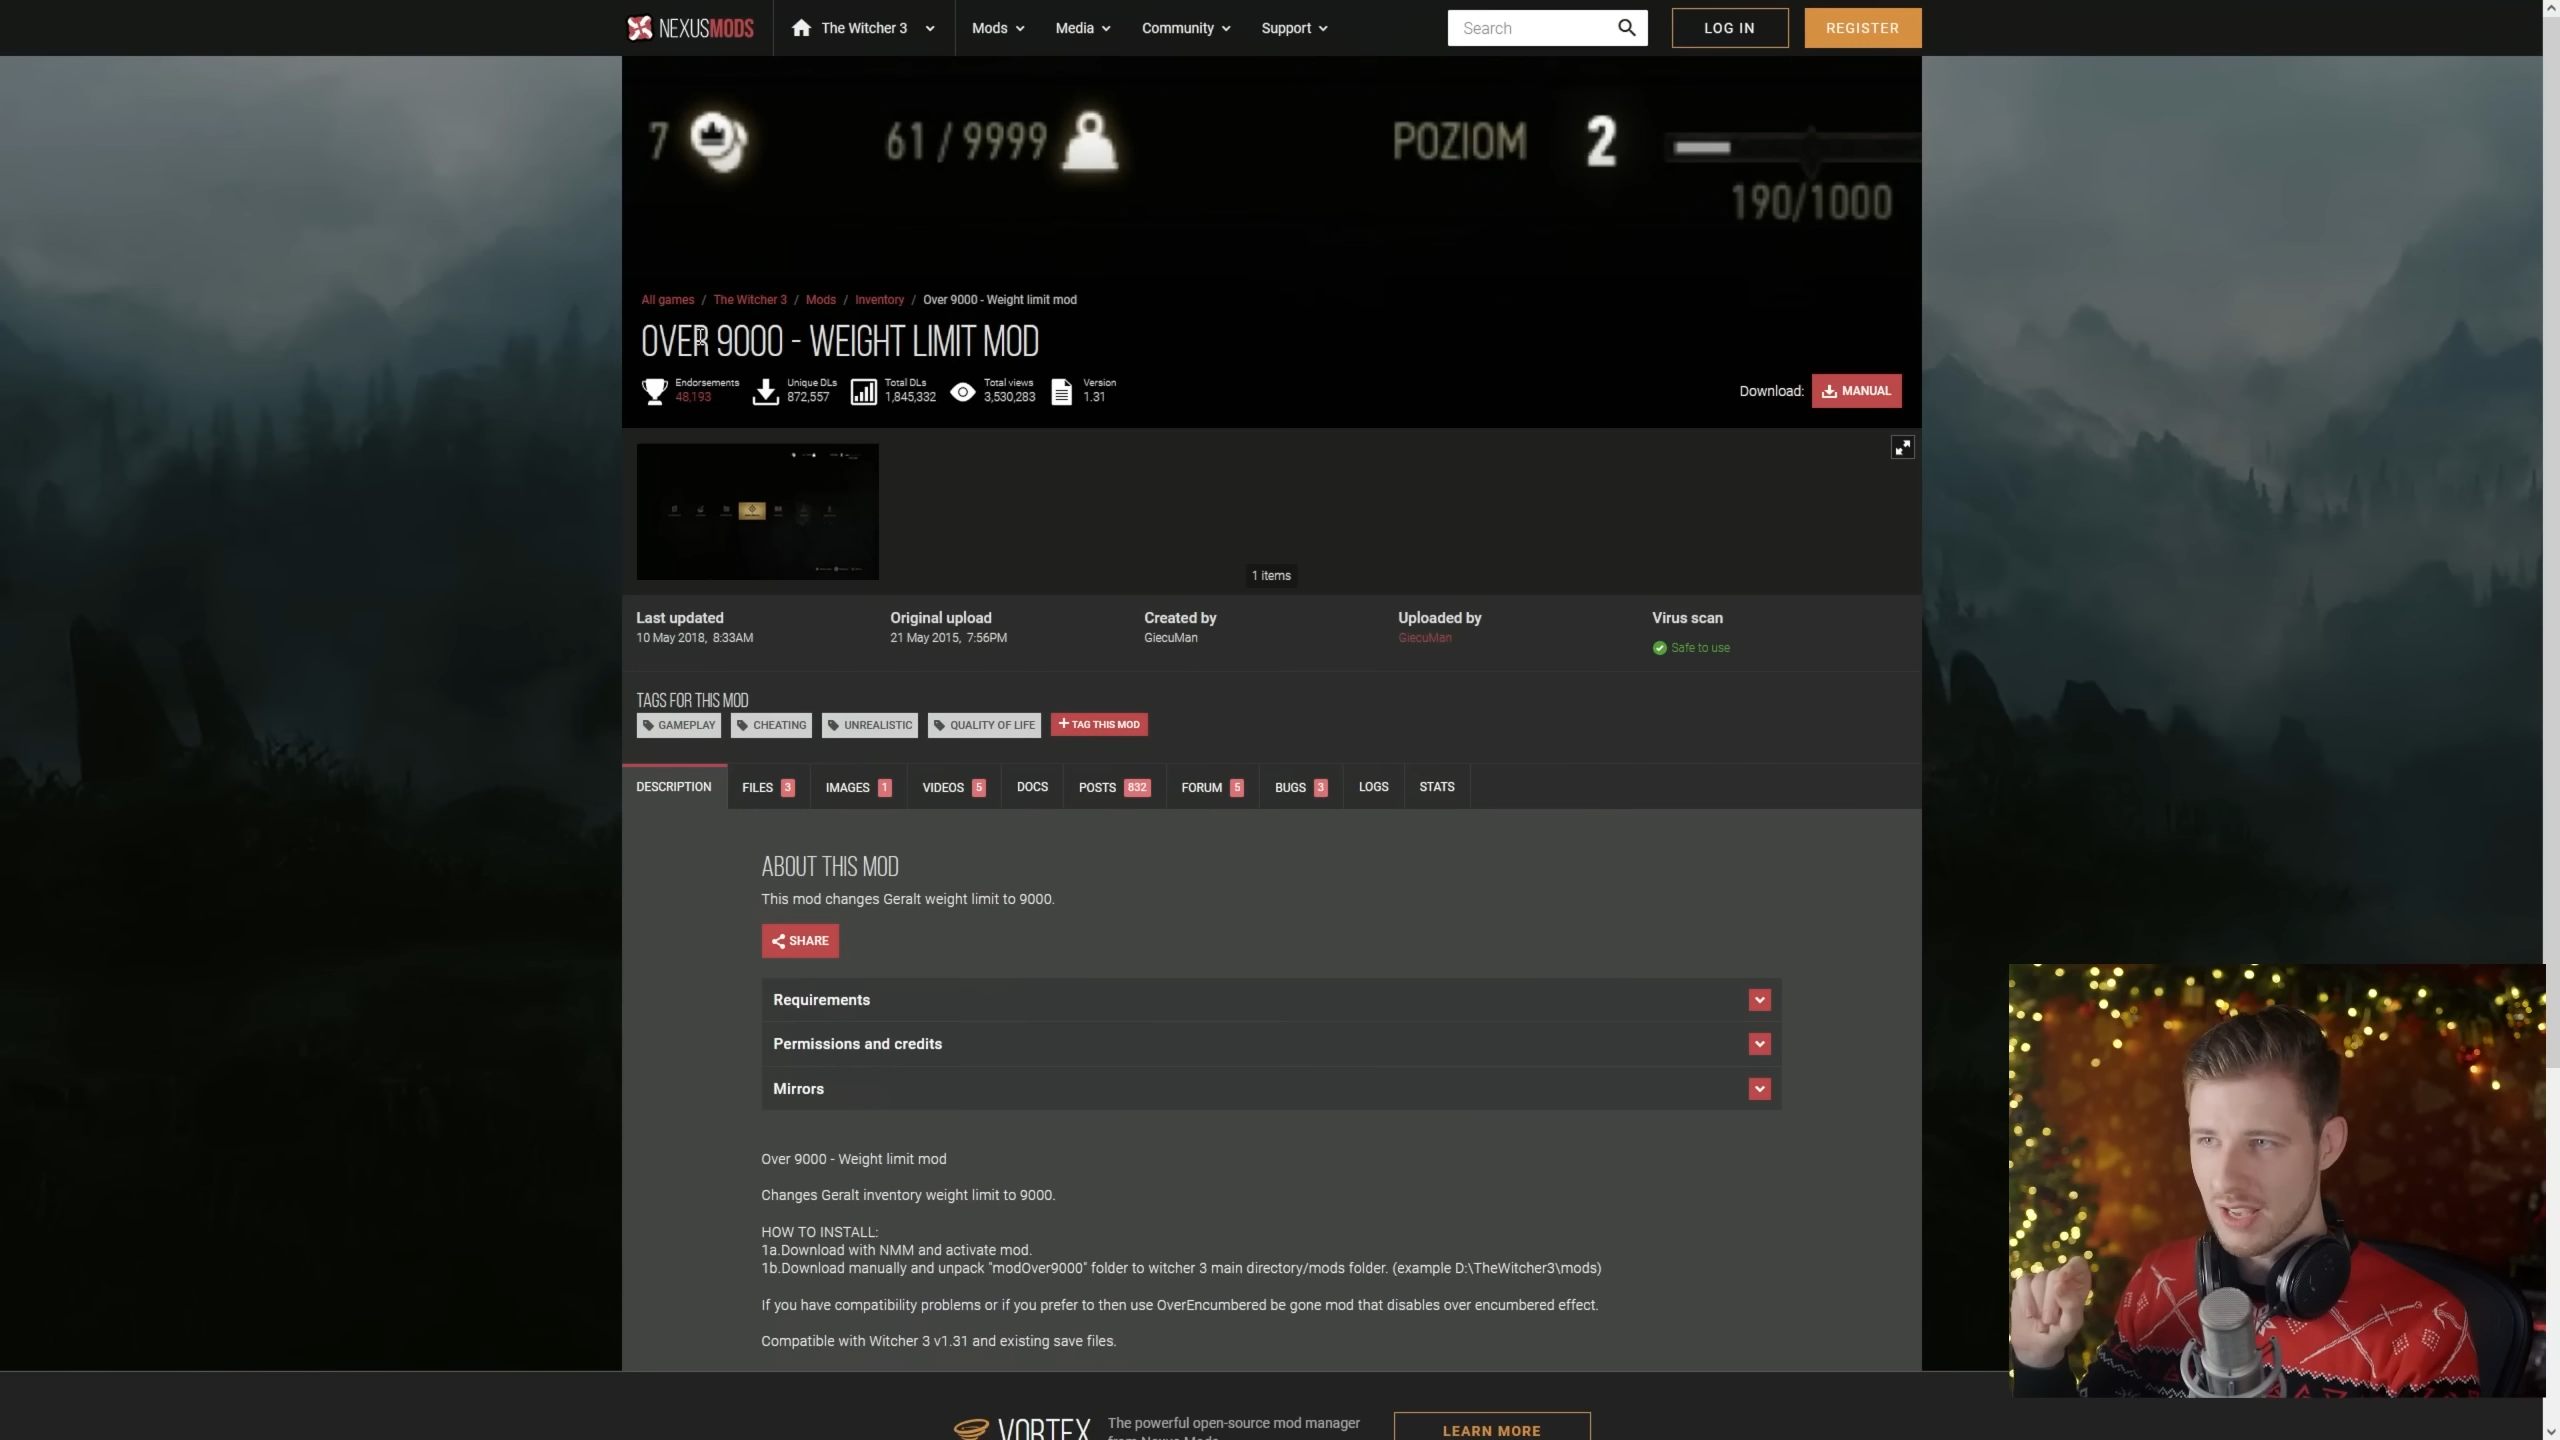 NEXUSMODS The Witcher 3 Mods Media Community Support Search LOG IN REGISTER
7 61 / 9999 POZIOM 2
190/1000
All games / The Witcher 3 / Mods / Inventory / Over 9000 - Weight limit mod
OVER 9000 - WEIGHT LIMIT MOD
Endorsements Unique DLs Total DLs Total views Version
48,193 872,557 1,845,332 3,530,283 1.31
Download: MANUAL
1 items
Last updated Original upload Created by Uploaded by Virus scan
10 May 2018, 8:33AM 21 May 2015, 7:56PM GiecuMan GiecuMan Safe to use
TAGS FOR THIS MOD
GAMEPLAY CHEATING UNREALISTIC QUALITY OF LIFE + TAG THIS MOD
DESCRIPTION FILES 3 IMAGES 1 VIDEOS 5 DOCS POSTS 832 FORUM 5 BUGS 3 LOGS STATS
ABOUT THIS MOD
This mod changes Geralt weight limit to 9000.
SHARE
Requirements
Permissions and credits
Mirrors
Over 9000 - Weight limit mod
Changes Geralt inventory weight limit to 9000.
HOW TO INSTALL:
1a.Download with NMM and activate mod.
1b.Download manually and unpack "modOver9000" folder to witcher 3 main directory/mods folder. (example D:\TheWitcher3\mods)
If you have compatibility problems or if you prefer to then use OverEncumbered be gone mod that disables over encumbered effect.
Compatible with Witcher 3 v1.31 and existing save files.
VORTEX The powerful open-source mod manager LEARN MORE
from Nexus Mods